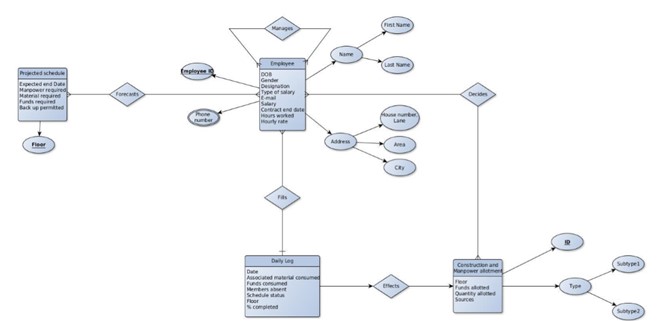 Manages
First Name
Name
Last Name
Employee
DOB
Gender
Designation
Type of salary
E-mail
Salary
Contract end date
Hours worked
Hourly rate
Employee ID
Phone
number
Projected schedule
Expected end Date
Manpower required
Material required
Funds required
Back up permitted
Forecasts
Decides
Floor
Address
House number,
Lane
Area
City
Fills
Daily Log
Date
Associated material consumed
Funds consumed
Members absent
Schedule status
Floor
% completed
Effects
Construction and
Manpower allotment
Floor
Funds allotted
Quantity allotted
Sources
ID
Type
Subtype1
Subtype2